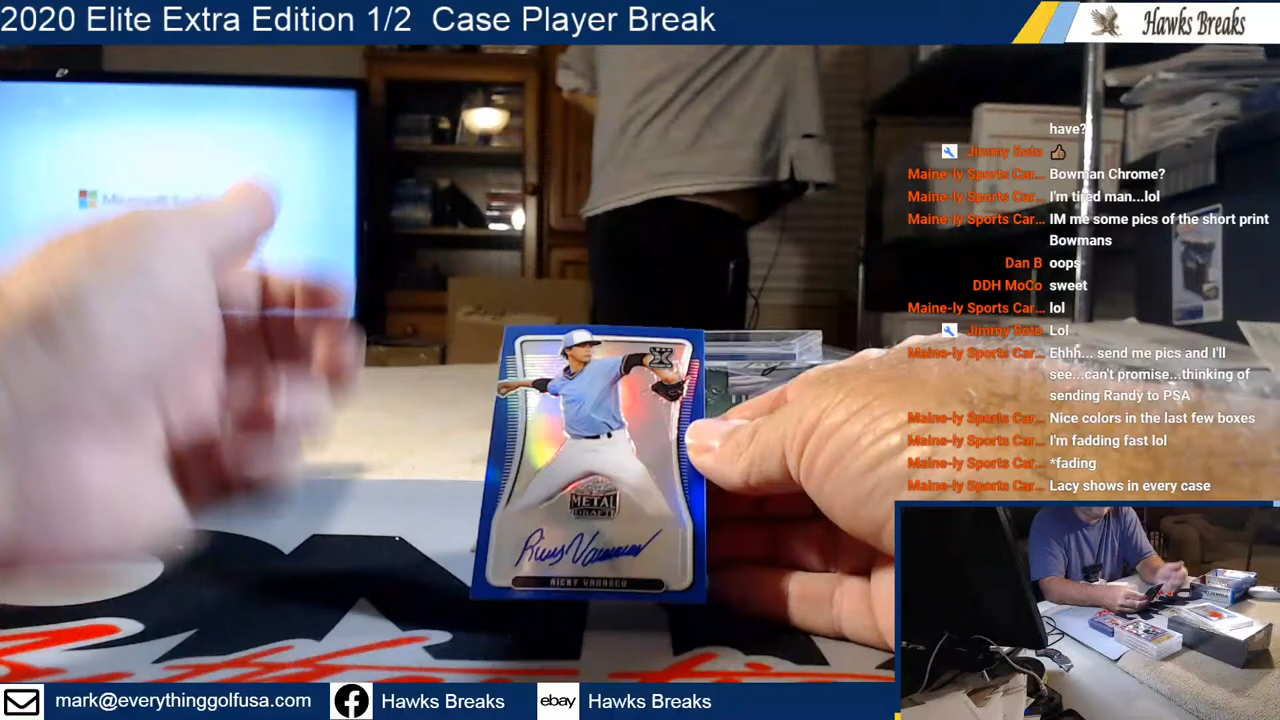 2020 Elite Extra Edition 1/2 Case Player Break
Hawks Breaks
have?
Jimmy Soto
Maine-ly Sports Car... Bowman Chrome?
Maine-ly Sports Car... I'm tired man...lol
Maine-ly Sports Car... IM me some pics of the short print
Bowmans
Dan B oops
DDH MoCo sweet
Maine-ly Sports Car... lol
Jimmy Soto Lol
Maine-ly Sports Car... Ehhh... send me pics and I'll
see...can't promise...thinking of
sending Randy to PSA
Maine-ly Sports Car... Nice colors in the last few boxes
Maine-ly Sports Car... I'm fadding fast lol
Maine-ly Sports Car... *fading
Maine-ly Sports Car... Lacy shows in every case
Microsoft
METAL
DRAFT
mark@everythinggolfusa.com
Hawks Breaks
ebay
Hawks Breaks